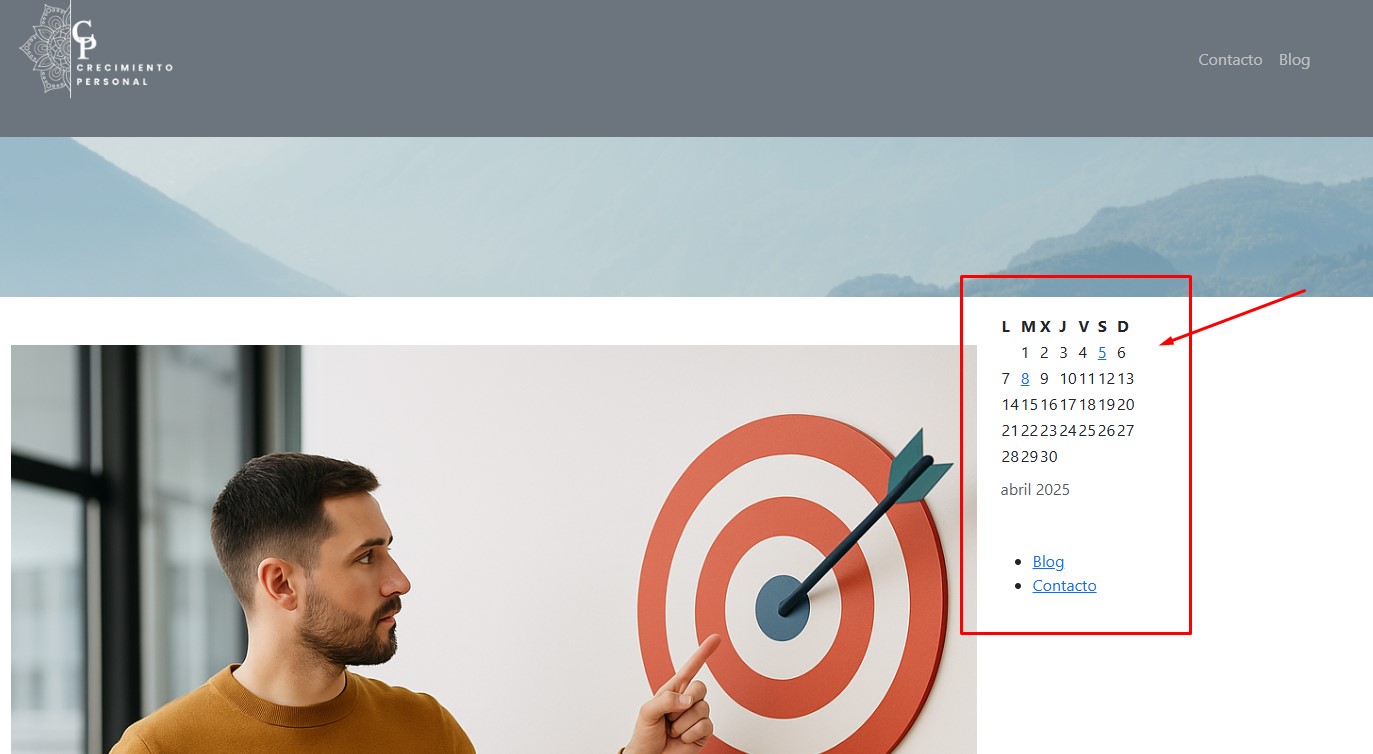 CP
CRECIMIENTO
PERSONAL
Contacto Blog
L M X J V S D
1 2 3 4 5 6
7 8 9 10 11 12 13
14 15 16 17 18 19 20
21 22 23 24 25 26 27
28 29 30
abril 2025
Blog
Contacto